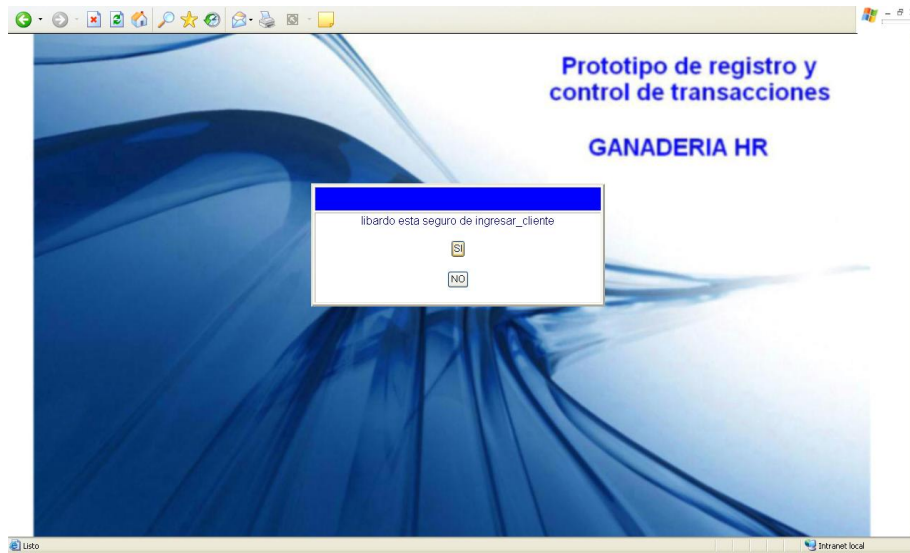 Prototipo de registro y
control de transacciones
GANADERIA HR
libardo esta seguro de ingresar_cliente
SI
NO
Listo
Intranet local